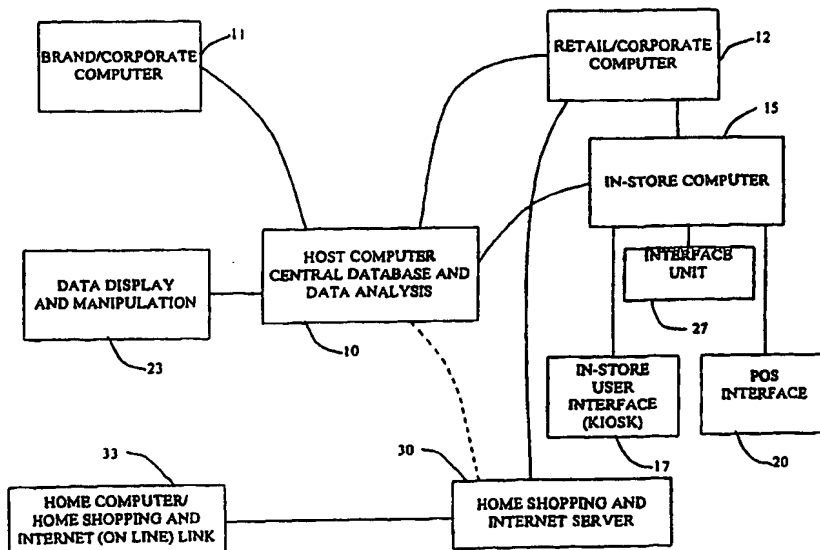 11
BRAND/CORPORATE
COMPUTER
RETAIL/CORPORATE
COMPUTER
12
15
IN-STORE COMPUTER
HOST COMPUTER
CENTRAL DATABASE AND
DATA ANALYSIS
10
DATA DISPLAY
AND MANIPULATION
23
INTERFACE
UNIT
27
IN-STORE
USER
INTERFACE
(KIOSK)
17
POS
INTERFACE
20
33
HOME COMPUTER/
HOME SHOPPING AND
INTERNET (ON LINE) LINK
30
HOME SHOPPING AND
INTERNET SERVER